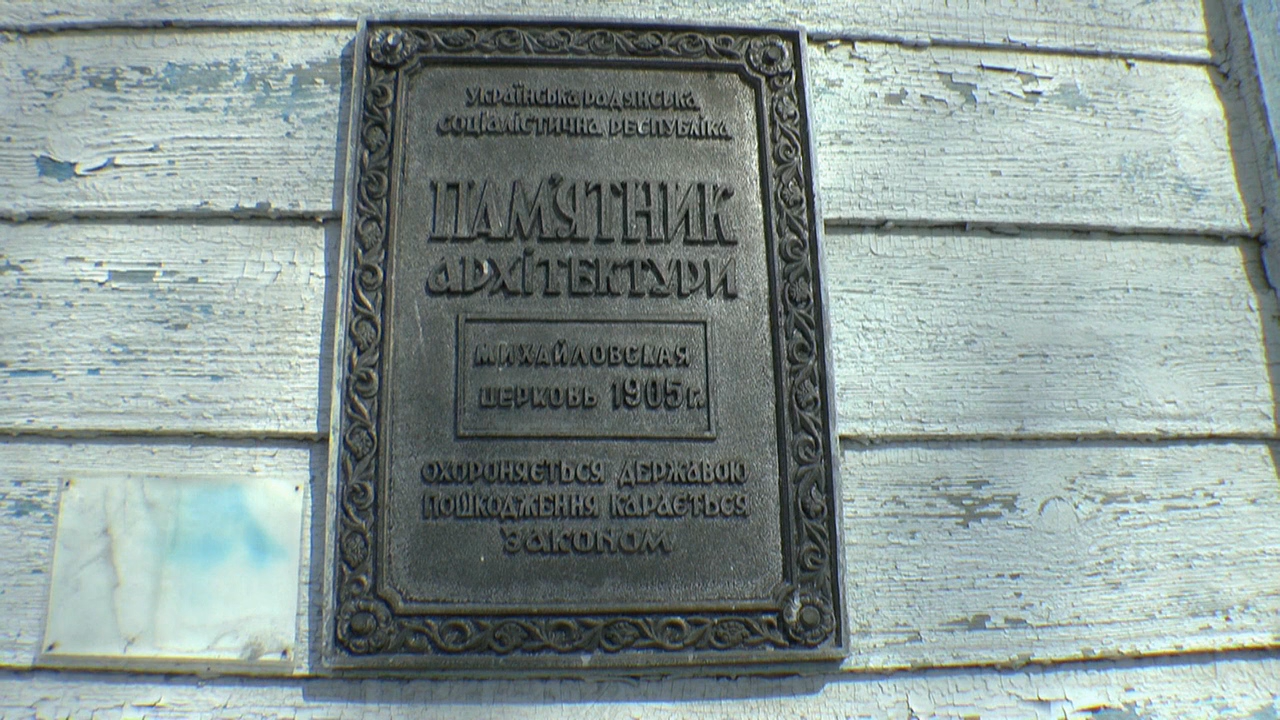 УКРАЇНСЬКА РАДЯНСЬКА
СОЦІАЛІСТИЧНА РЕСПУБЛІКА
ПАМ'ЯТНИК
АРХІТЕКТУРИ
МИХАЙЛОВСКАЯ
ЦЕРКОВЬ 1905 г.
ОХОРОНЯЄТЬСЯ ДЕРЖАВОЮ
ПОШКОДЖЕННЯ КАРАЄТЬСЯ
ЗАКОНОМ